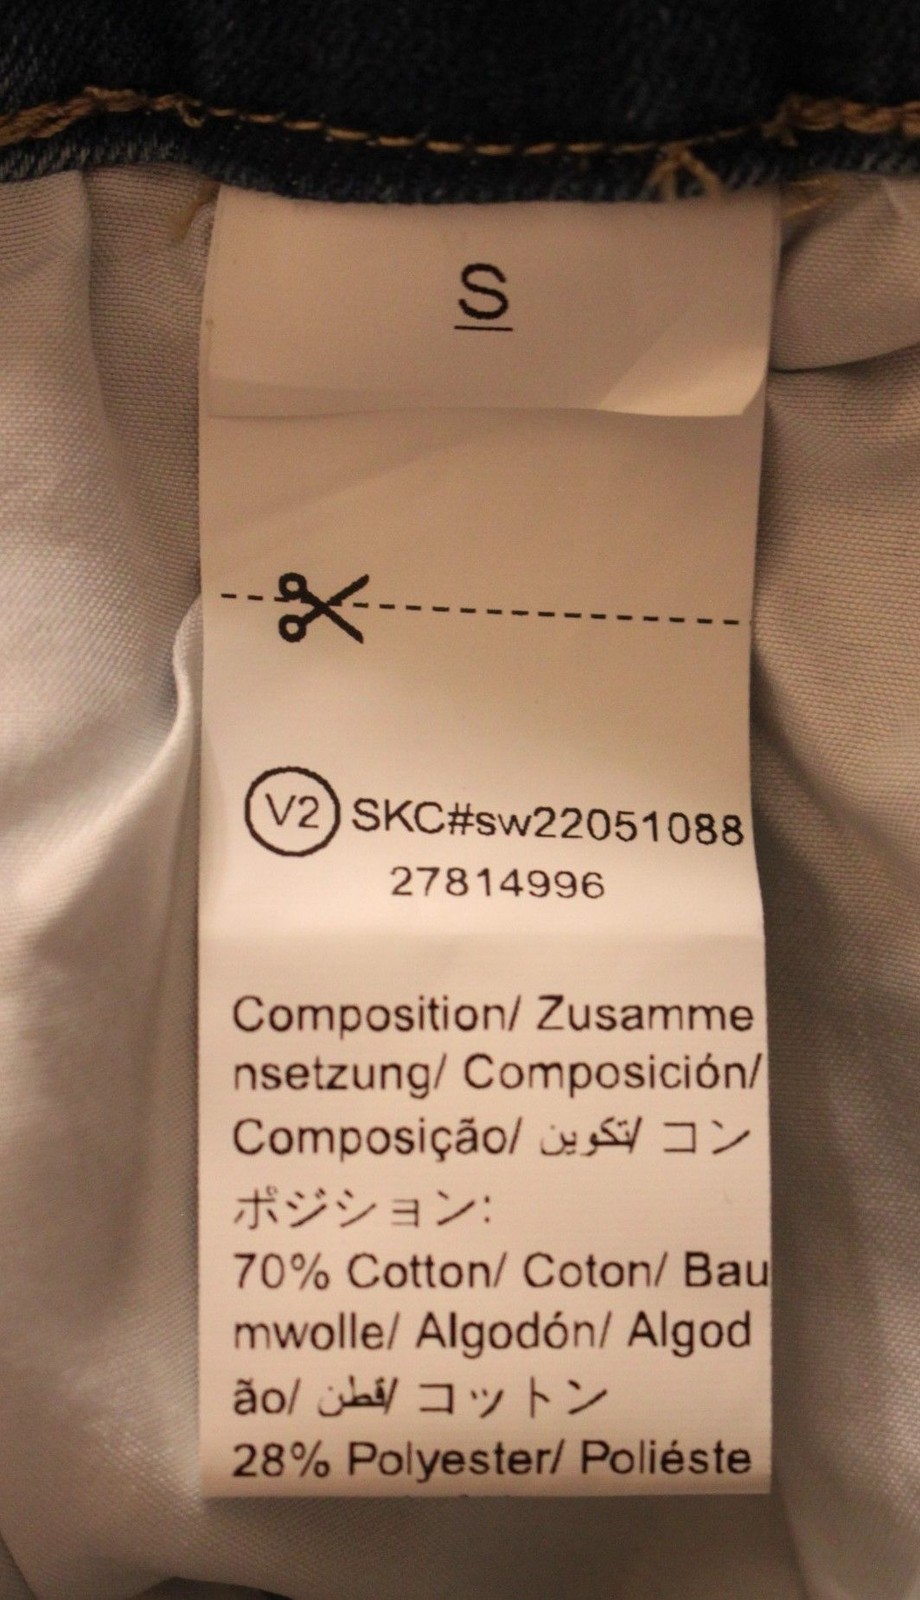 S
V2 SKC#sw22051088
27814996
Composition/ Zusamme
nsetzung/ Composición/
Composição/ تكوين/ コン
ポジション:
70% Cotton/ Coton/ Bau
mwolle/ Algodón/ Algod
ão/ قطن/ コットン
28% Polyester/ Poliéste